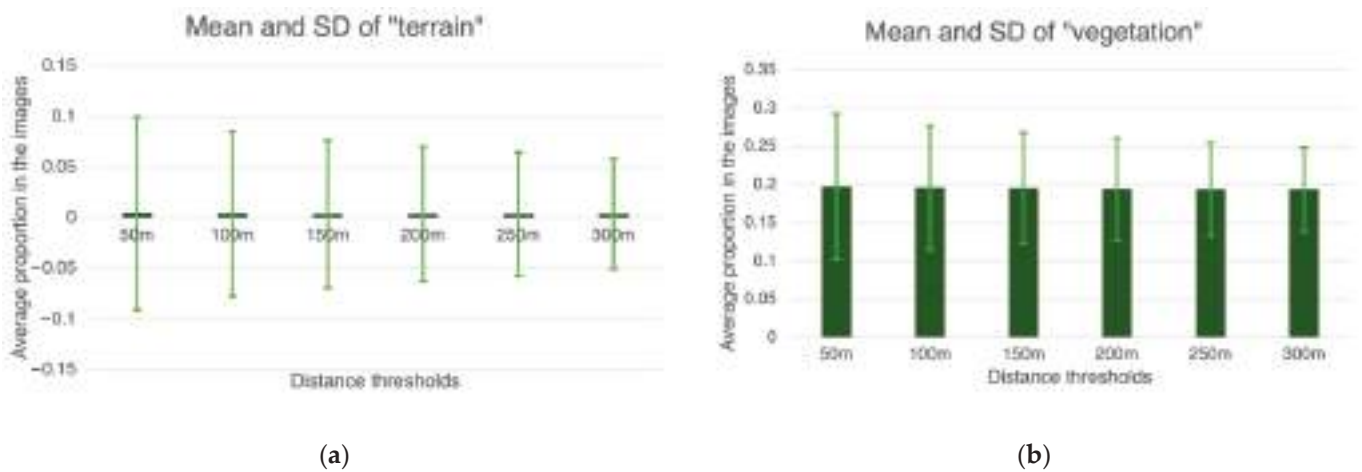 Mean and SD of "terrain"
Average proportion in the images
0.15
0.1
0.05
0
−0.05
−0.1
−0.15
50m 100m 150m 200m 250m 300m
Distance thresholds
(a)
Mean and SD of "vegetation"
Average proportion in the images
0.35
0.3
0.25
0.2
0.15
0.1
0.05
0
50m 100m 150m 200m 250m 300m
Distance thresholds
(b)